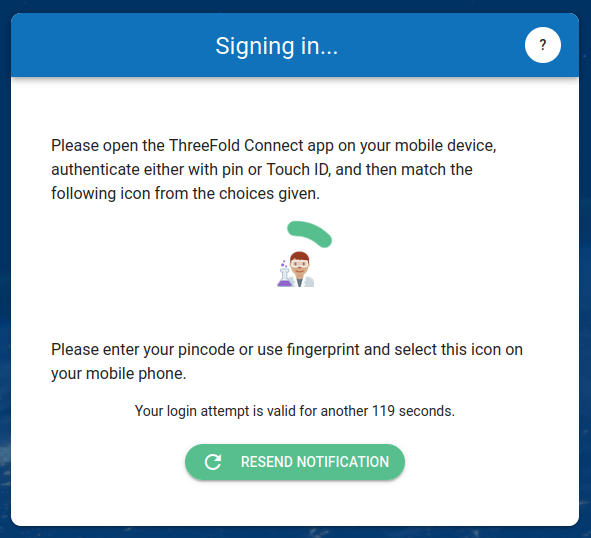 Signing in...
?
Please open the ThreeFold Connect app on your mobile device,
authenticate either with pin or Touch ID, and then match the
following icon from the choices given.
Please enter your pincode or use fingerprint and select this icon on
your mobile phone.
Your login attempt is valid for another 119 seconds.
RESEND NOTIFICATION